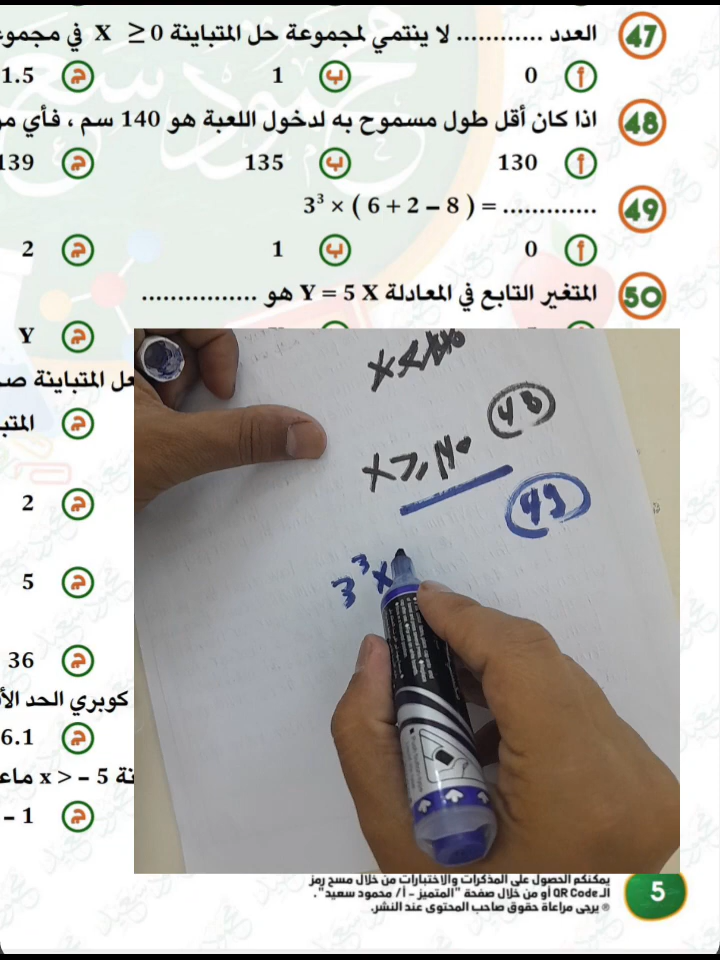 47 العدد ............ لا ينتمي لمجموعة حل المتباينة X ≥ 0 في
أ 0 ب 1 ج 1.5
48 اذا كان أقل طول مسموح به لدخول اللعبة هو 140 سم ، فأي
أ 130 ب 135 ج 139
49 3³ × ( 6 + 2 – 8 ) = .............
أ 0 ب 1 ج 2
50 المتغير التابع في المعادلة Y = 5 X هو ................
ج Y
المتباينة
ج
ج 2
ج 5
ج 36
كوبري الحد
ج 6.1
x > – 5
ج – 1
48
x ≥ 140
49
3³ x
يمكنكم الحصول على المذكرات والاختبارات من خلال مسح رمز
الـ QR Code أو من خلال صفحة "المتميز - أ/ محمود سعيد".
® يرجى مراعاة حقوق صاحب المحتوى عند النشر.
5